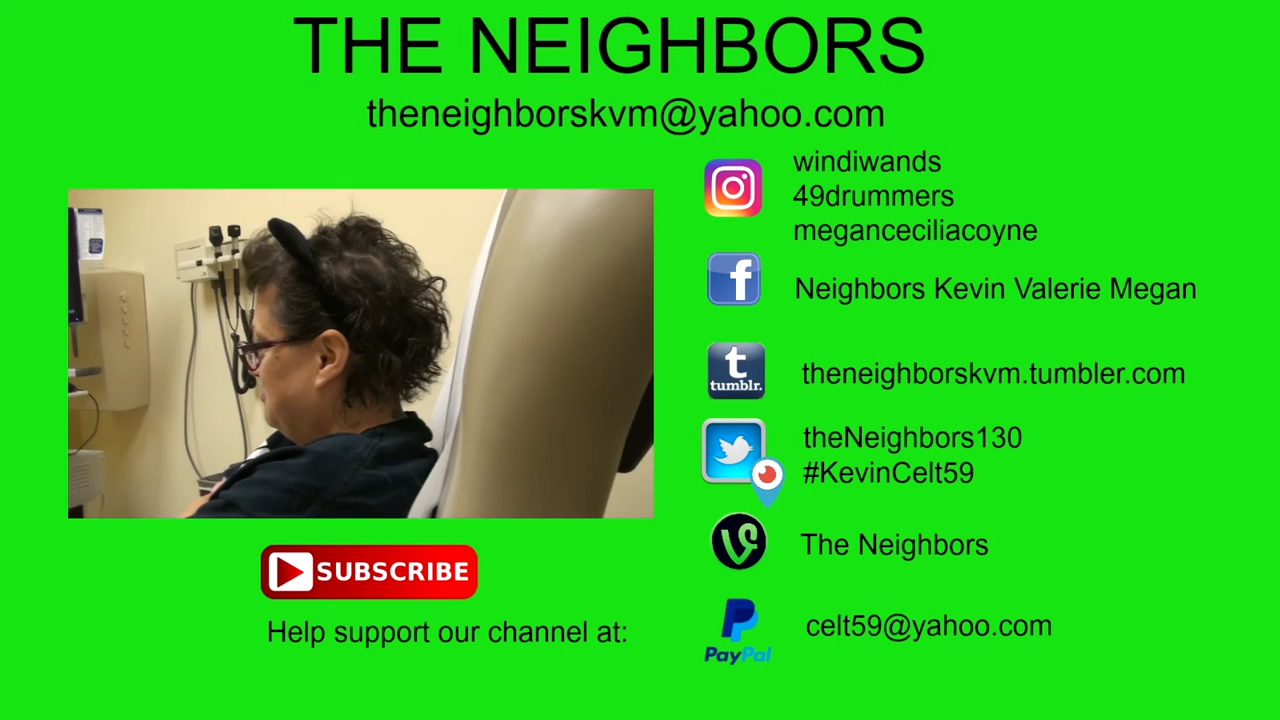 THE NEIGHBORS
theneighborskvm@yahoo.com
windiwands
49drummers
meganceciliacoyne
Neighbors Kevin Valerie Megan
tumblr.
theneighborskvm.tumbler.com
theNeighbors130
#KevinCelt59
The Neighbors
SUBSCRIBE
Help support our channel at:
PayPal
celt59@yahoo.com